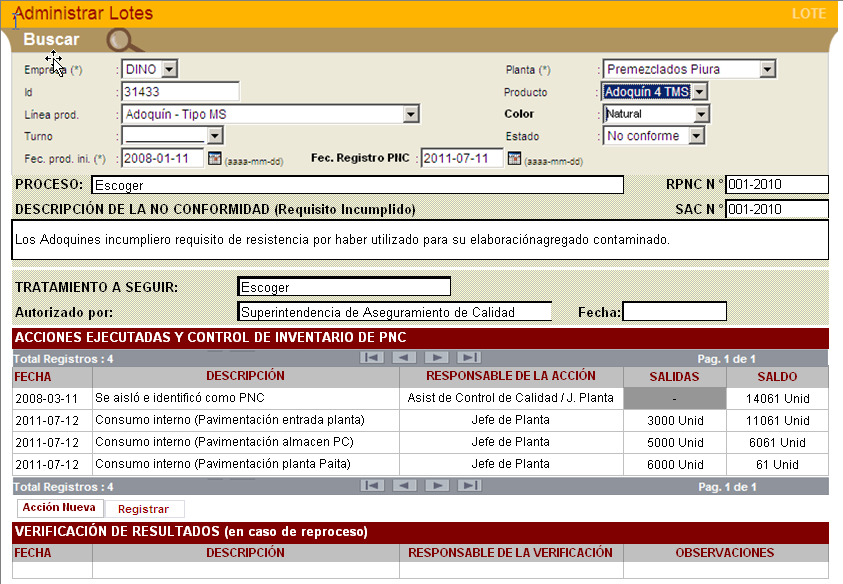 Administrar Lotes LOTE
Buscar
Empresa (*) : DINO Planta (*) : Premezclados Piura
Id : 31433 Producto : Adoquín 4 TMS
Línea prod. : Adoquín - Tipo MS Color : Natural
Turno : Estado : No conforme
Fec. prod. ini. (*) : 2008-01-11 (aaaa-mm-dd) Fec. Registro PNC : 2011-07-11 (aaaa-mm-dd)
PROCESO: Escoger RPNC N° 001-2010
DESCRIPCIÓN DE LA NO CONFORMIDAD (Requisito Incumplido) SAC N° 001-2010
Los Adoquines incumpliero requisito de resistencia por haber utilizado para su elaboraciónagregado contaminado.
TRATAMIENTO A SEGUIR: Escoger
Autorizado por: Superintendencia de Aseguramiento de Calidad Fecha:
ACCIONES EJECUTADAS Y CONTROL DE INVENTARIO DE PNC
Total Registros : 4 Pag. 1 de 1
FECHA DESCRIPCIÓN RESPONSABLE DE LA ACCIÓN SALIDAS SALDO
2008-03-11 Se aisló e identificó como PNC Asist de Control de Calidad / J. Planta - 14061 Unid
2011-07-12 Consumo interno (Pavimentación entrada planta) Jefe de Planta 3000 Unid 11061 Unid
2011-07-12 Consumo interno (Pavimentación almacen PC) Jefe de Planta 5000 Unid 6061 Unid
2011-07-12 Consumo interno (Pavimentación planta Paita) Jefe de Planta 6000 Unid 61 Unid
Total Registros : 4 Pag. 1 de 1
Acción Nueva Registrar
VERIFICACIÓN DE RESULTADOS (en caso de reproceso)
FECHA DESCRIPCIÓN RESPONSABLE DE LA VERIFICACIÓN OBSERVACIONES